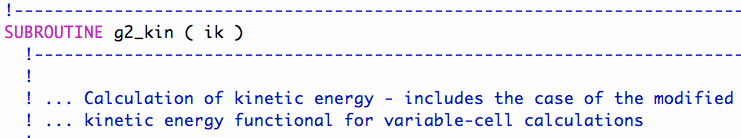 !-----------------------------------------------------------------------
SUBROUTINE g2_kin ( ik )
!-----------------------------------------------------------------------
!
! ... Calculation of kinetic energy - includes the case of the modified
! ... kinetic energy functional for variable-cell calculations